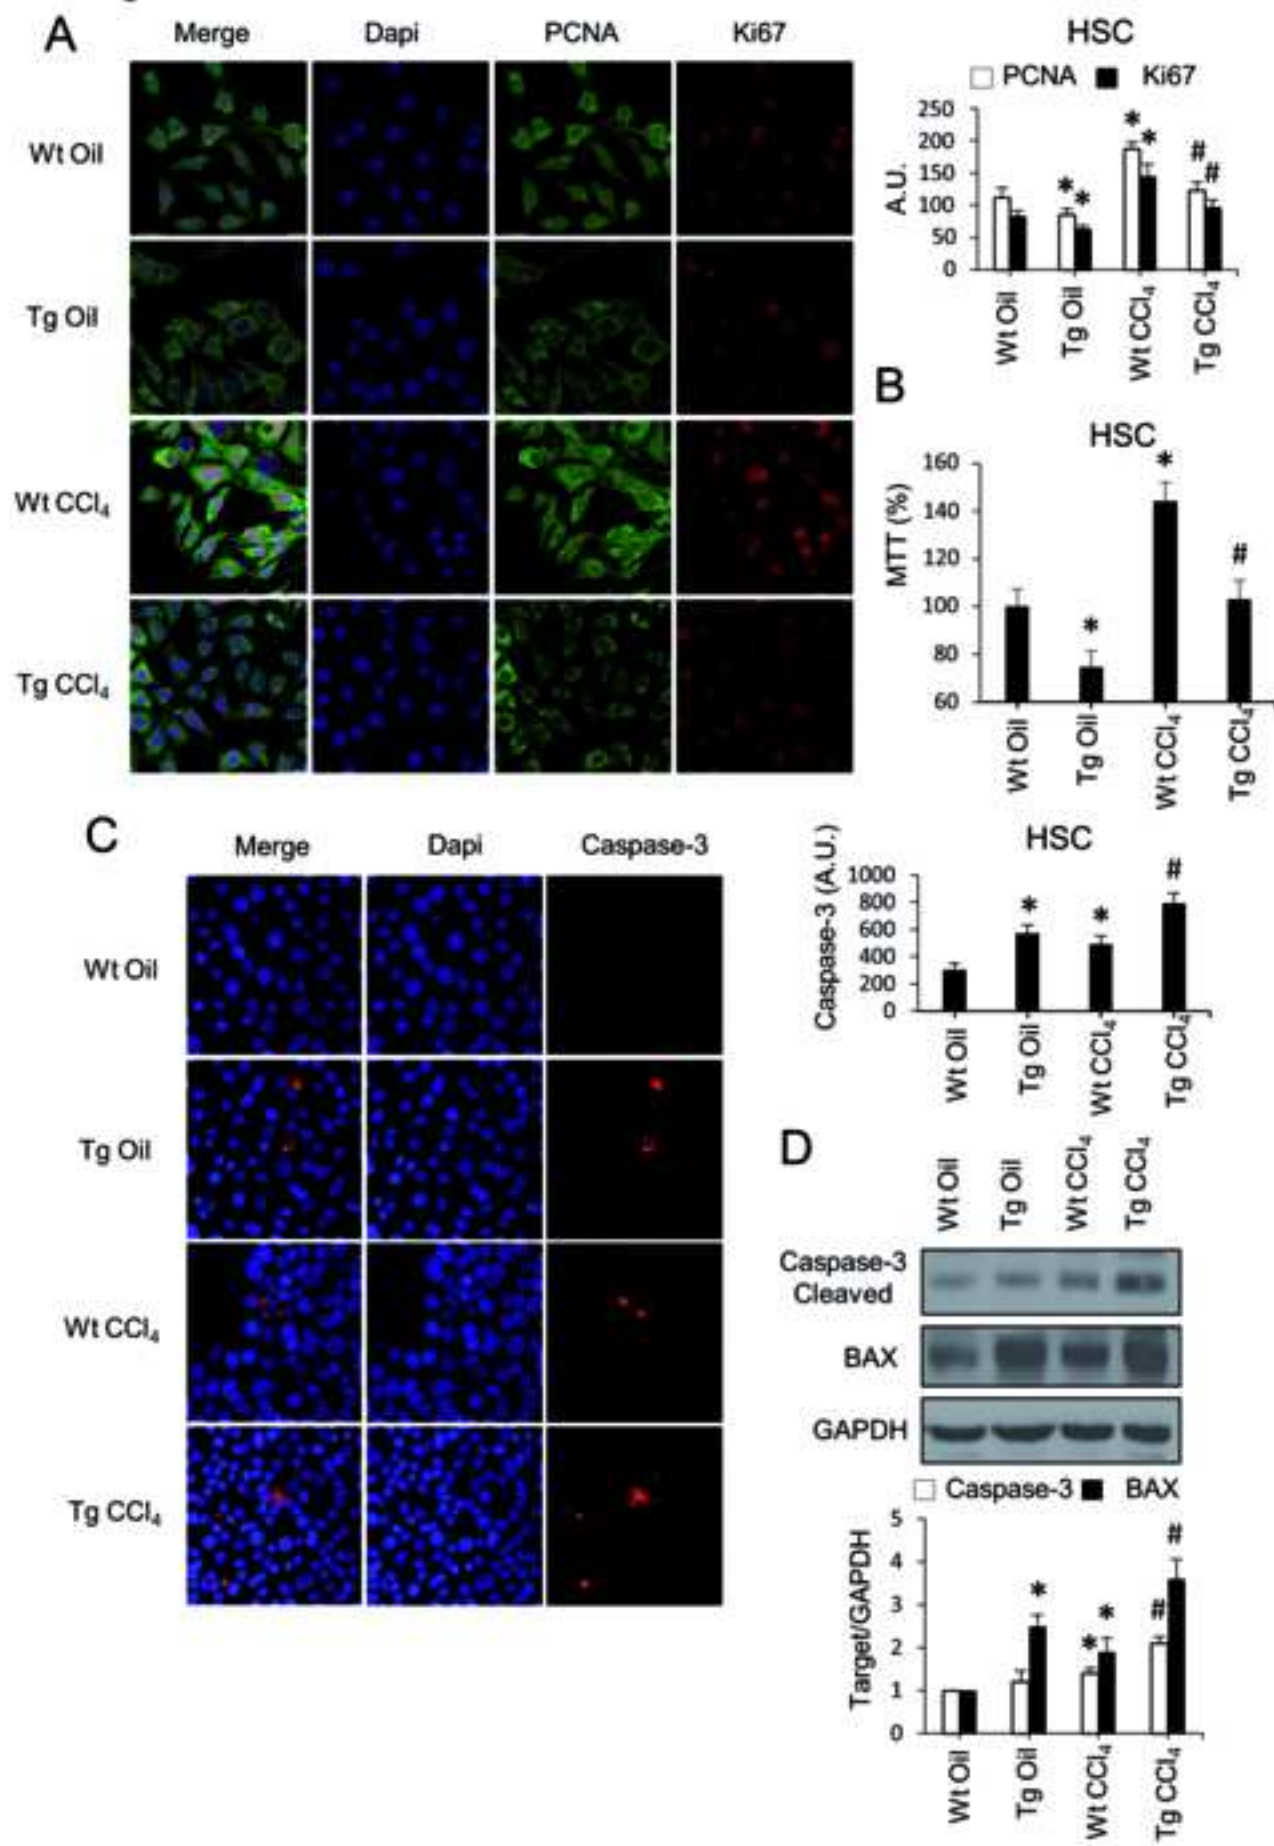 A
Merge Dapi PCNA Ki67
Wt Oil
Tg Oil
Wt CCl₄
Tg CCl₄
HSC
PCNA Ki67
A.U.
250
200
150
100
50
0
* * * * # #
Wt Oil Tg Oil Wt CCl₄ Tg CCl₄
B
HSC
MTT (%)
160
140
120
100
80
60
* * #
Wt Oil Tg Oil Wt CCl₄ Tg CCl₄
C
Merge Dapi Caspase-3
Wt Oil
Tg Oil
Wt CCl₄
Tg CCl₄
HSC
Caspase-3 (A.U.)
1000
800
600
400
200
0
* * #
Wt Oil Tg Oil Wt CCl₄ Tg CCl₄
D
Wt Oil Tg Oil Wt CCl₄ Tg CCl₄
Caspase-3
Cleaved
BAX
GAPDH
Caspase-3 BAX
Target/GAPDH
5
4
3
2
1
0
* * * # #
Wt Oil Tg Oil Wt CCl₄ Tg CCl₄